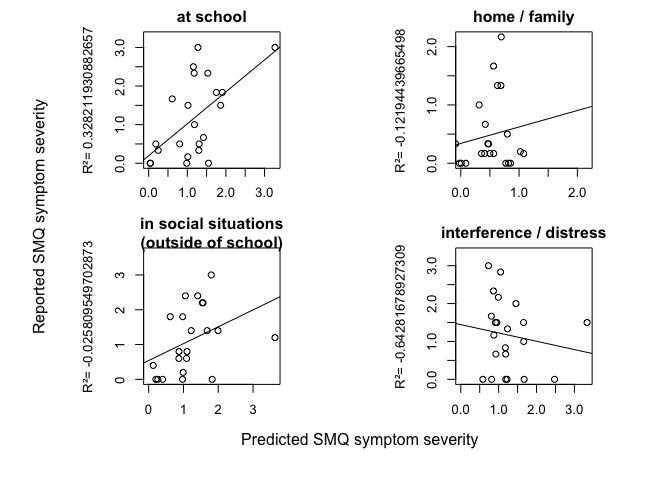 at school
home / family
R²= 0.328211930882657
3.0
2.0
1.0
0.0
0.0 1.0 2.0 3.0
R²= -0.12194439665498
2.0
1.0
0.0
0.0 1.0 2.0
Reported SMQ symptom severity
in social situations
(outside of school)
interference / distress
R²= -0.0258095497028​73
3
2
1
0
0 1 2 3
R²= -0.64281678927309
3.0
2.0
1.0
0.0
0.0 1.0 2.0 3.0
Predicted SMQ symptom severity